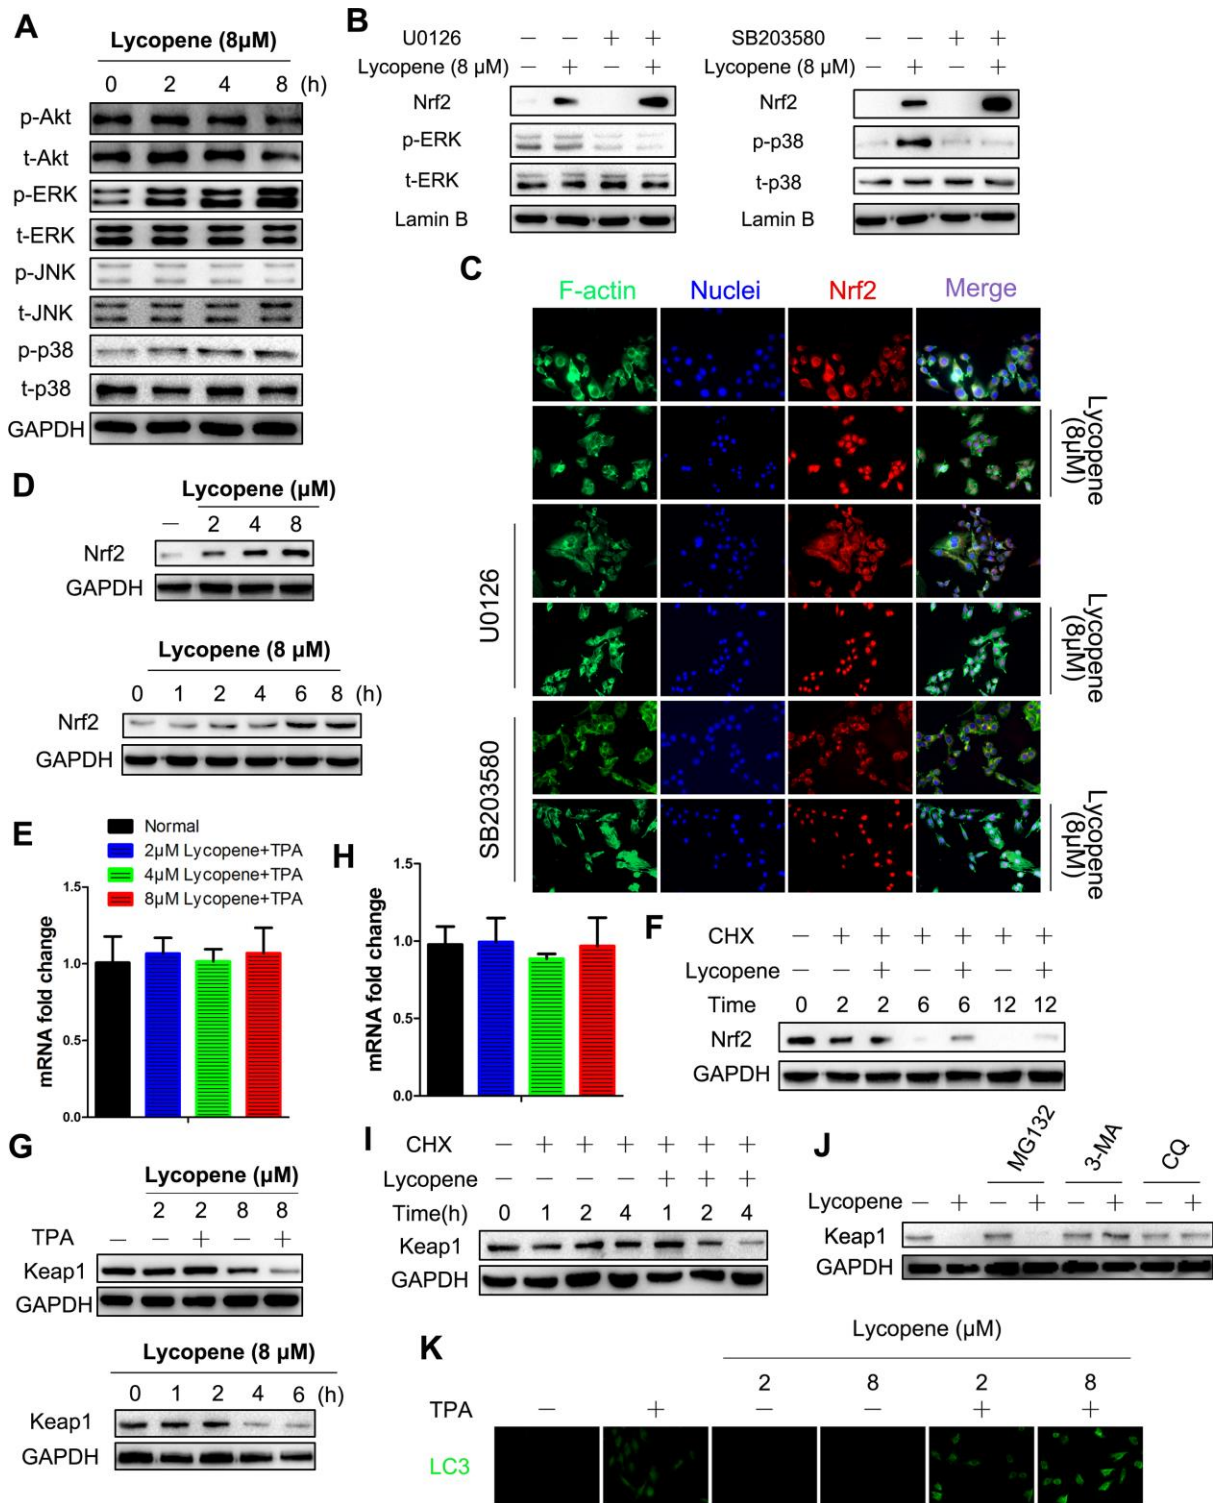 A
Lycopene (8μM)
0 2 4 8 (h)
p-Akt
t-Akt
p-ERK
t-ERK
p-JNK
t-JNK
p-p38
t-p38
GAPDH
B
U0126 − − + +
Lycopene (8 μM) − + − +
Nrf2
p-ERK
t-ERK
Lamin B
SB203580 − − + +
Lycopene (8 μM) − + − +
Nrf2
p-p38
t-p38
Lamin B
C
F-actin Nuclei Nrf2 Merge
Lycopene (8μM)
U0126
Lycopene (8μM)
SB203580
Lycopene (8μM)
D
Lycopene (μM)
− 2 4 8
Nrf2
GAPDH
Lycopene (8 μM)
0 1 2 4 6 8 (h)
Nrf2
GAPDH
E
Normal
2μM Lycopene+TPA
4μM Lycopene+TPA
8μM Lycopene+TPA
mRNA fold change
1.5
1.0
0.5
0.0
H
mRNA fold change
1.5
1.0
0.5
0.0
F
CHX − + + + + + +
Lycopene − − + − + − +
Time 0 2 2 6 6 12 12
Nrf2
GAPDH
G
Lycopene (μM)
2 2 8 8
TPA − − + − +
Keap1
GAPDH
Lycopene (8 μM)
0 1 2 4 6 (h)
Keap1
GAPDH
I
CHX − + + + + + +
Lycopene − − − − + + +
Time(h) 0 1 2 4 1 2 4
Keap1
GAPDH
J
MG132 3-MA CQ
Lycopene − + − + − + − +
Keap1
GAPDH
K
Lycopene (μM)
2 8 2 8
TPA − + − − + +
LC3